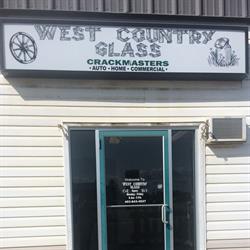 WEST COUNTRY
GLASS
CRACKMASTERS
• AUTO • HOME • COMMERCIAL •
Welcome To
WEST COUNTRY
GLASS